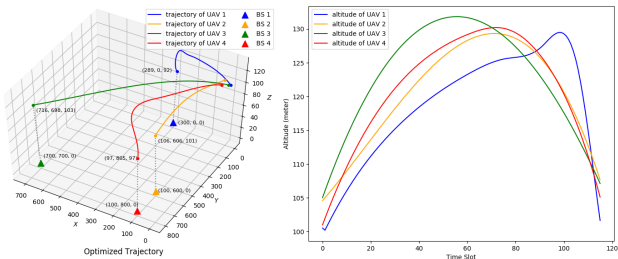 trajectory of UAV 1
trajectory of UAV 2
trajectory of UAV 3
trajectory of UAV 4
BS 1
BS 2
BS 3
BS 4
(289, 0, 92)
(716, 698, 103)
(300, 0, 0)
(106, 606, 101)
(97, 805, 97
(700, 700, 0)
(100, 600, 0)
(100, 800, 0)
120
100
80
60
40
20
0
Z
0
100
200
300
400
500
600
700
800
Y
700
600
500
400
300
200
100
0
X
Optimized Trajectory
altitude of UAV 1
altitude of UAV 2
altitude of UAV 3
altitude of UAV 4
130
125
120
115
110
105
100
Altitude (meter)
0
20
40
60
80
100
120
Time Slot